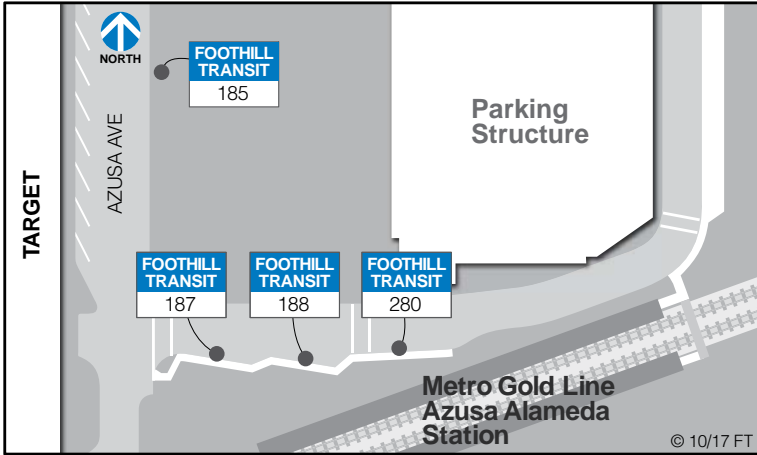 NORTH
FOOTHILL
TRANSIT
185
AZUSA AVE
TARGET
Parking
Structure
FOOTHILL
TRANSIT
187
FOOTHILL
TRANSIT
188
FOOTHILL
TRANSIT
280
Metro Gold Line
Azusa Alameda
Station
© 10/17 FT